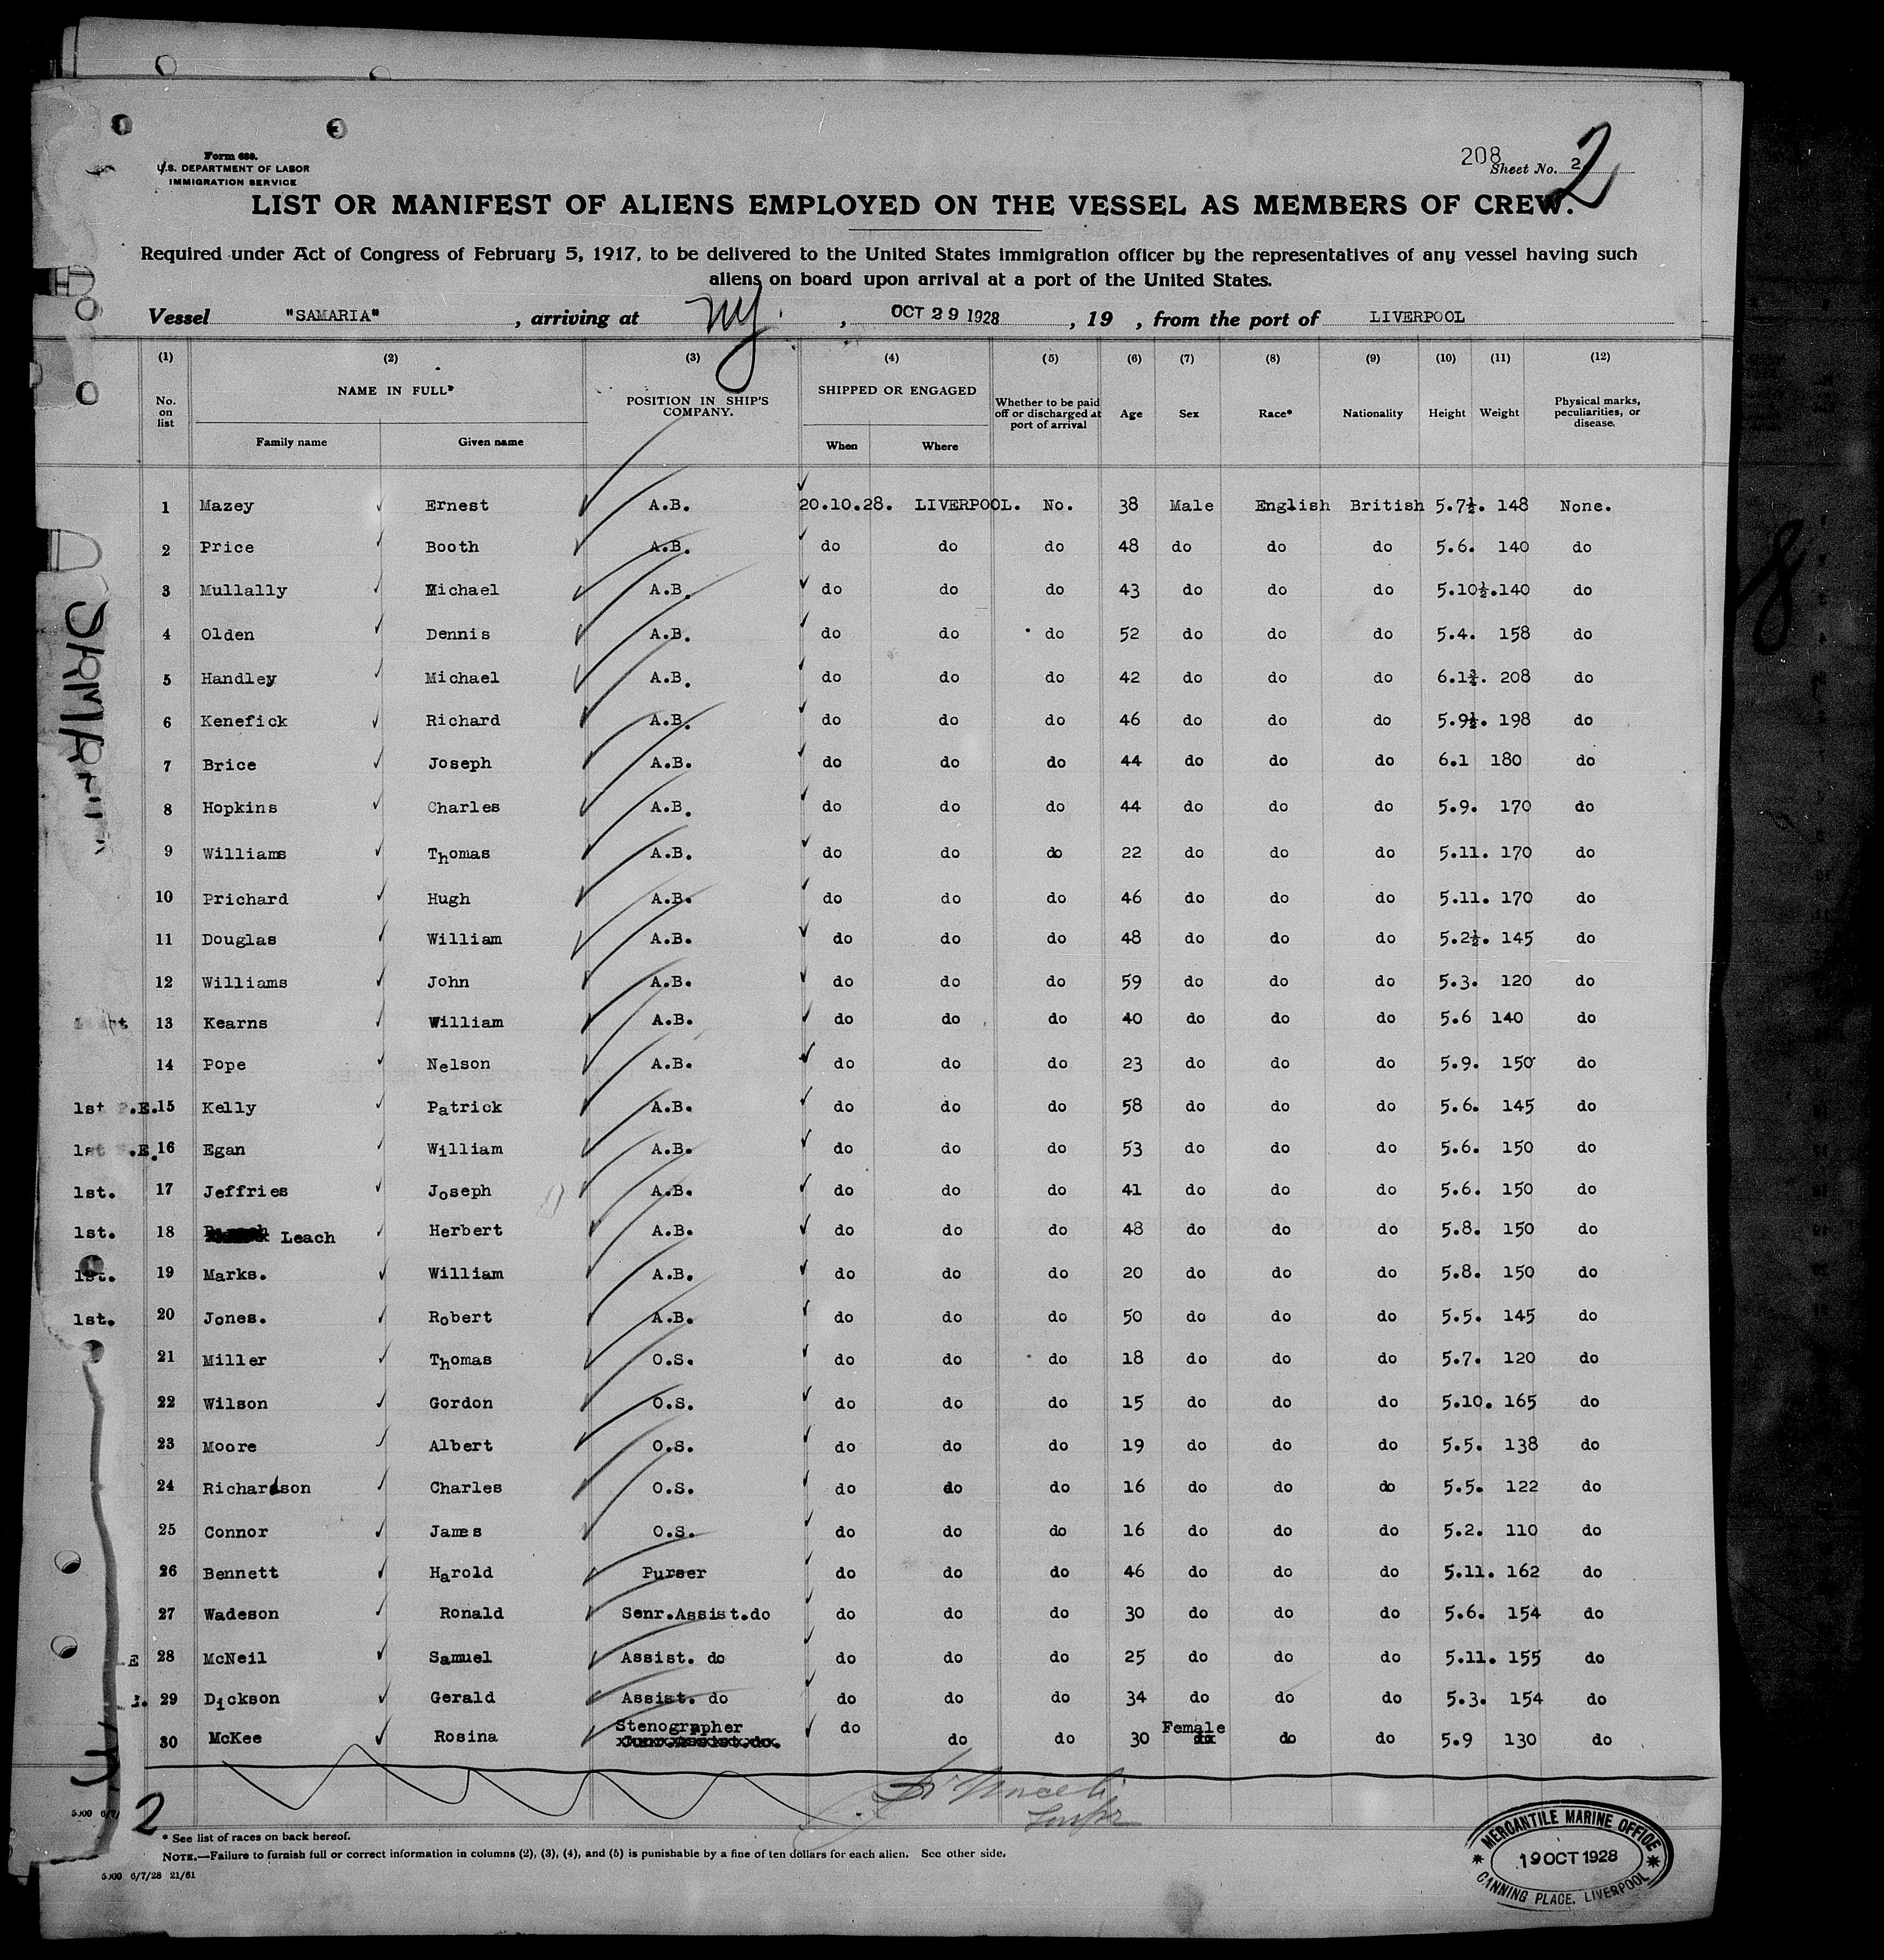 Form 689.
U.S. DEPARTMENT OF LABOR
IMMIGRATION SERVICE
208
Sheet No. 2
2
LIST OR MANIFEST OF ALIENS EMPLOYED ON THE VESSEL AS MEMBERS OF CREW.
Required under Act of Congress of February 5, 1917, to be delivered to the United States immigration officer by the representatives of any vessel having such
aliens on board upon arrival at a port of the United States.
Vessel "SAMARIA" , arriving at NY. , OCT 29 1928 , 19 , from the port of LIVERPOOL
(1) (2) (3) (4) (5) (6) (7) (8) (9) (10) (11) (12)
No. on list NAME IN FULL* Family name Given name POSITION IN SHIP'S COMPANY. SHIPPED OR ENGAGED When Where Whether to be paid off or discharged at port of arrival Age Sex Race* Nationality Height Weight Physical marks, peculiarities, or disease.
1 Mazey Ernest A.B. 20.10.28. LIVERPOOL. No. 38 Male English British 5.7½. 148 None.
2 Price Booth A.B. do do do 48 do do do 5.6. 140 do
3 Mullally Michael A.B. do do do 43 do do do 5.10½. 140 do
4 Olden Dennis A.B. do do do 52 do do do 5.4. 158 do
5 Handley Michael A.B. do do do 42 do do do 6.1¾. 208 do
6 Kenefick Richard A.B. do do do 46 do do do 5.9½. 198 do
7 Brice Joseph A.B. do do do 44 do do do 6.1 180 do
8 Hopkins Charles A.B. do do do 44 do do do 5.9. 170 do
9 Williams Thomas A.B. do do do 22 do do do 5.11. 170 do
10 Prichard Hugh A.B. do do do 46 do do do 5.11. 170 do
11 Douglas William A.B. do do do 48 do do do 5.2½. 145 do
12 Williams John A.B. do do do 59 do do do 5.3. 120 do
13 Kearns William A.B. do do do 40 do do do 5.6 140 do
14 Pope Nelson A.B. do do do 23 do do do 5.9. 150 do
1st P.E. 15 Kelly Patrick A.B. do do do 58 do do do 5.6. 145 do
1st .E. 16 Egan William A.B. do do do 53 do do do 5.6. 150 do
1st. 17 Jeffries Joseph A.B. do do do 41 do do do 5.6. 150 do
1st. 18 Leach Herbert A.B. do do do 48 do do do 5.8. 150 do
1st. 19 Marks. William A.B. do do do 20 do do do 5.8. 150 do
1st. 20 Jones. Robert A.B. do do do 50 do do do 5.5. 145 do
21 Miller Thomas O.S. do do do 18 do do do 5.7. 120 do
22 Wilson Gordon O.S. do do do 15 do do do 5.10. 165 do
23 Moore Albert O.S. do do do 19 do do do 5.5. 138 do
24 Richardson Charles O.S. do do do 16 do do do 5.5. 122 do
25 Connor James O.S. do do do 16 do do do 5.2. 110 do
26 Bennett Harold Purser do do do 46 do do do 5.11. 162 do
27 Wadeson Ronald Senr.Assist.do do do do 30 do do do 5.6. 154 do
E 28 McNeil Samuel Assist. do do do do 25 do do do 5.11. 155 do
29 Dickson Gerald Assist. do do do do 34 do do do 5.3. 154 do
30 McKee Rosina Stenographer do do do 30 Female do do 5.9 130 do
2
* See list of races on back hereof.
NOTE.—Failure to furnish full or correct information in columns (2), (3), (4), and (5) is punishable by a fine of ten dollars for each alien. See other side.
5000 6/7/28 21/61
MERCANTILE MARINE OFFICE
19 OCT 1928
CANNING PLACE, LIVERPOOL